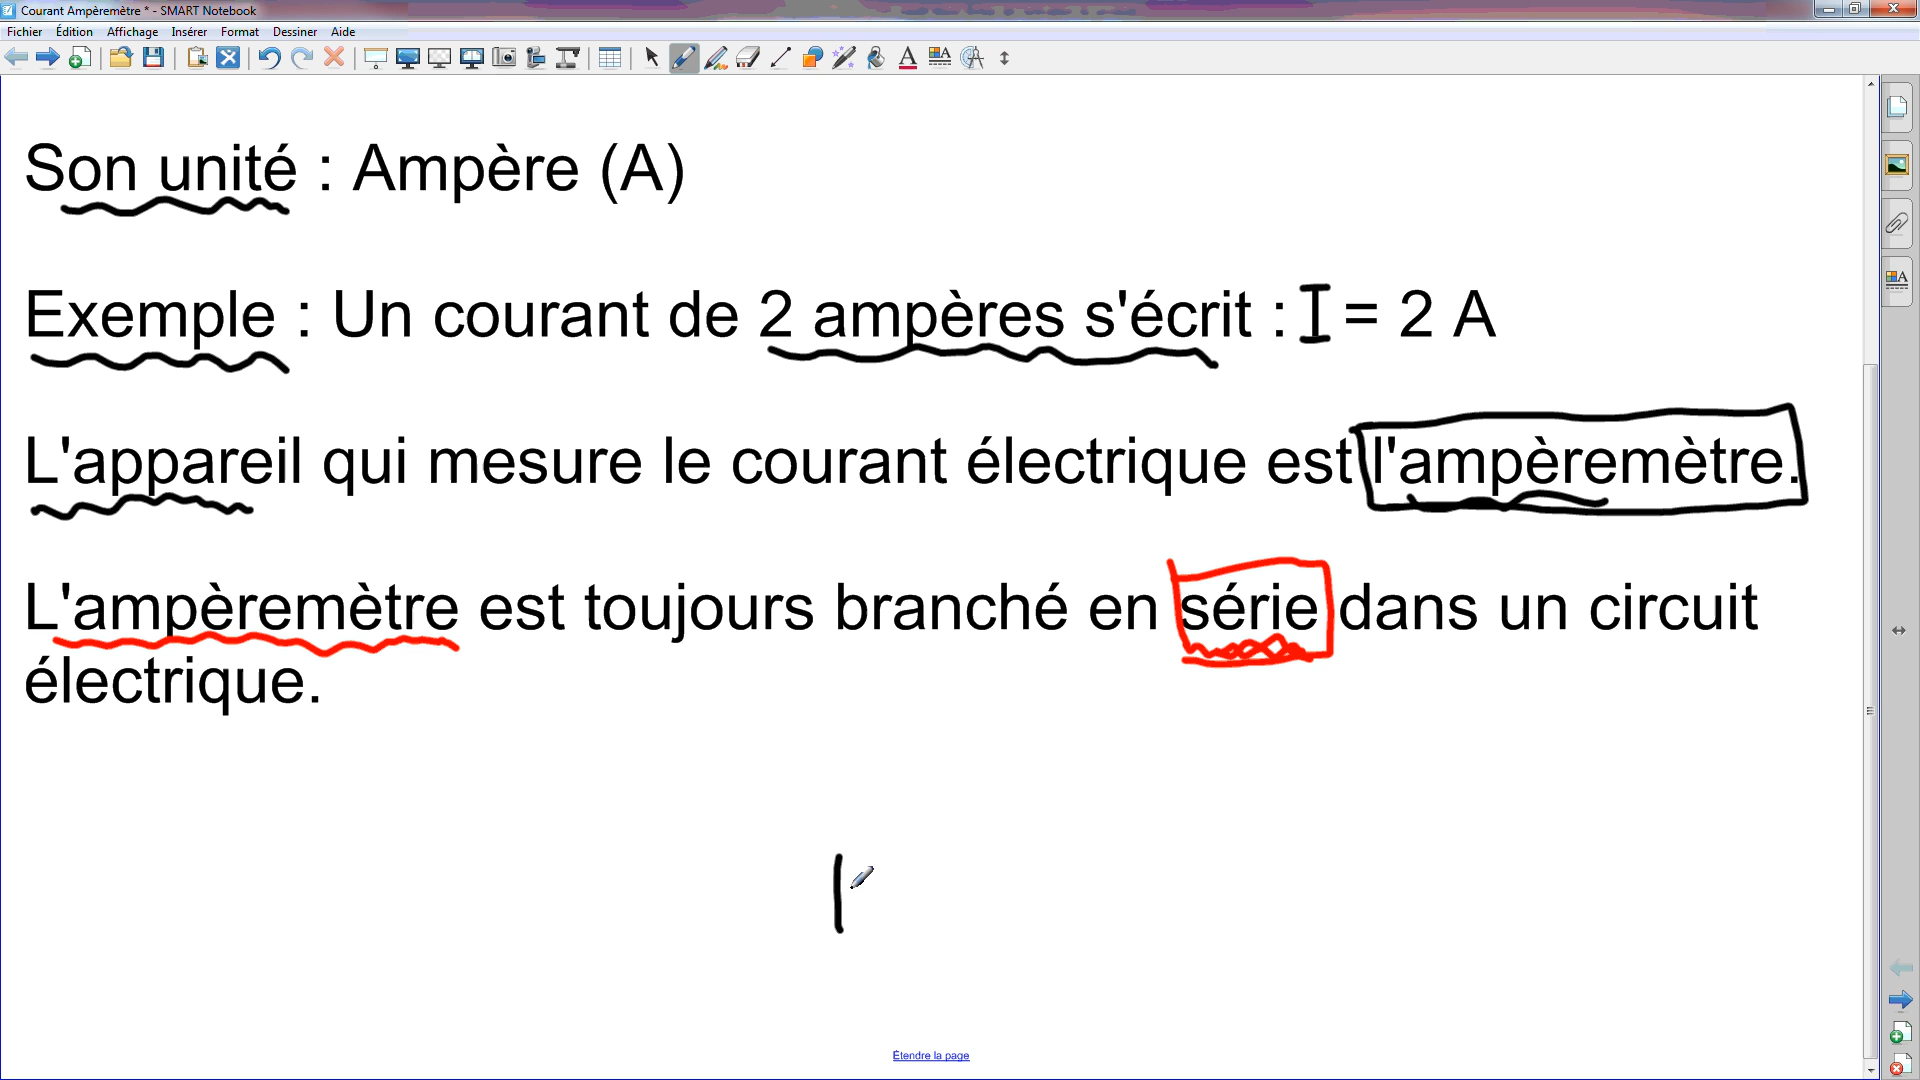 Courant Ampèremètre * - SMART Notebook
Fichier Édition Affichage Insérer Format Dessiner Aide
Son unité : Ampère (A)
Exemple : Un courant de 2 ampères s'écrit : I = 2 A
L'appareil qui mesure le courant électrique est l'ampèremètre.
L'ampèremètre est toujours branché en série dans un circuit
électrique.
Étendre la page